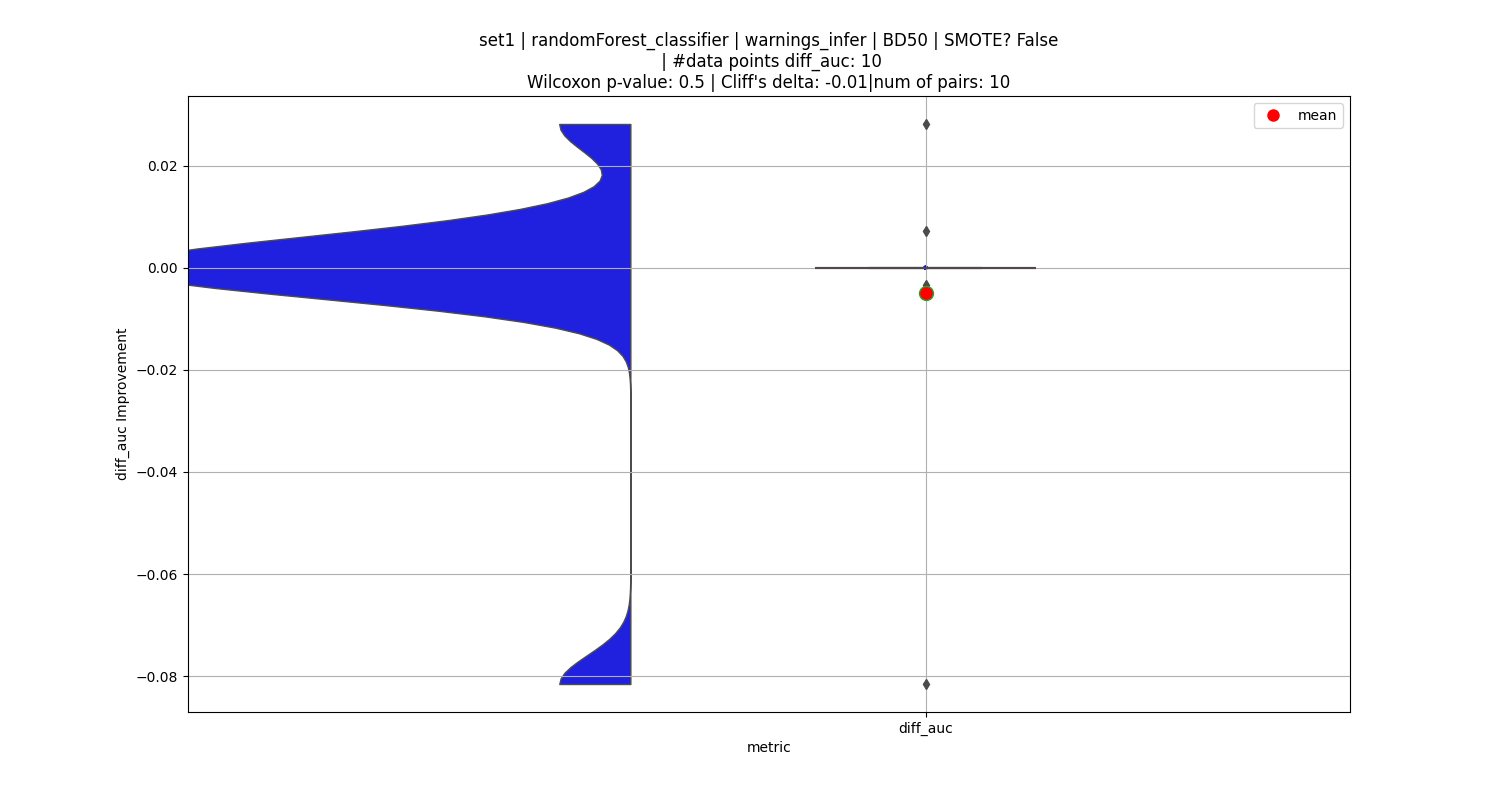 set1 | randomForest_classifier | warnings_infer | BD50 | SMOTE? False
| #data points diff_auc: 10
Wilcoxon p-value: 0.5 | Cliff's delta: -0.01|num of pairs: 10
mean
0.02
0.00
−0.02
−0.04
−0.06
−0.08
diff_auc Improvement
diff_auc
metric